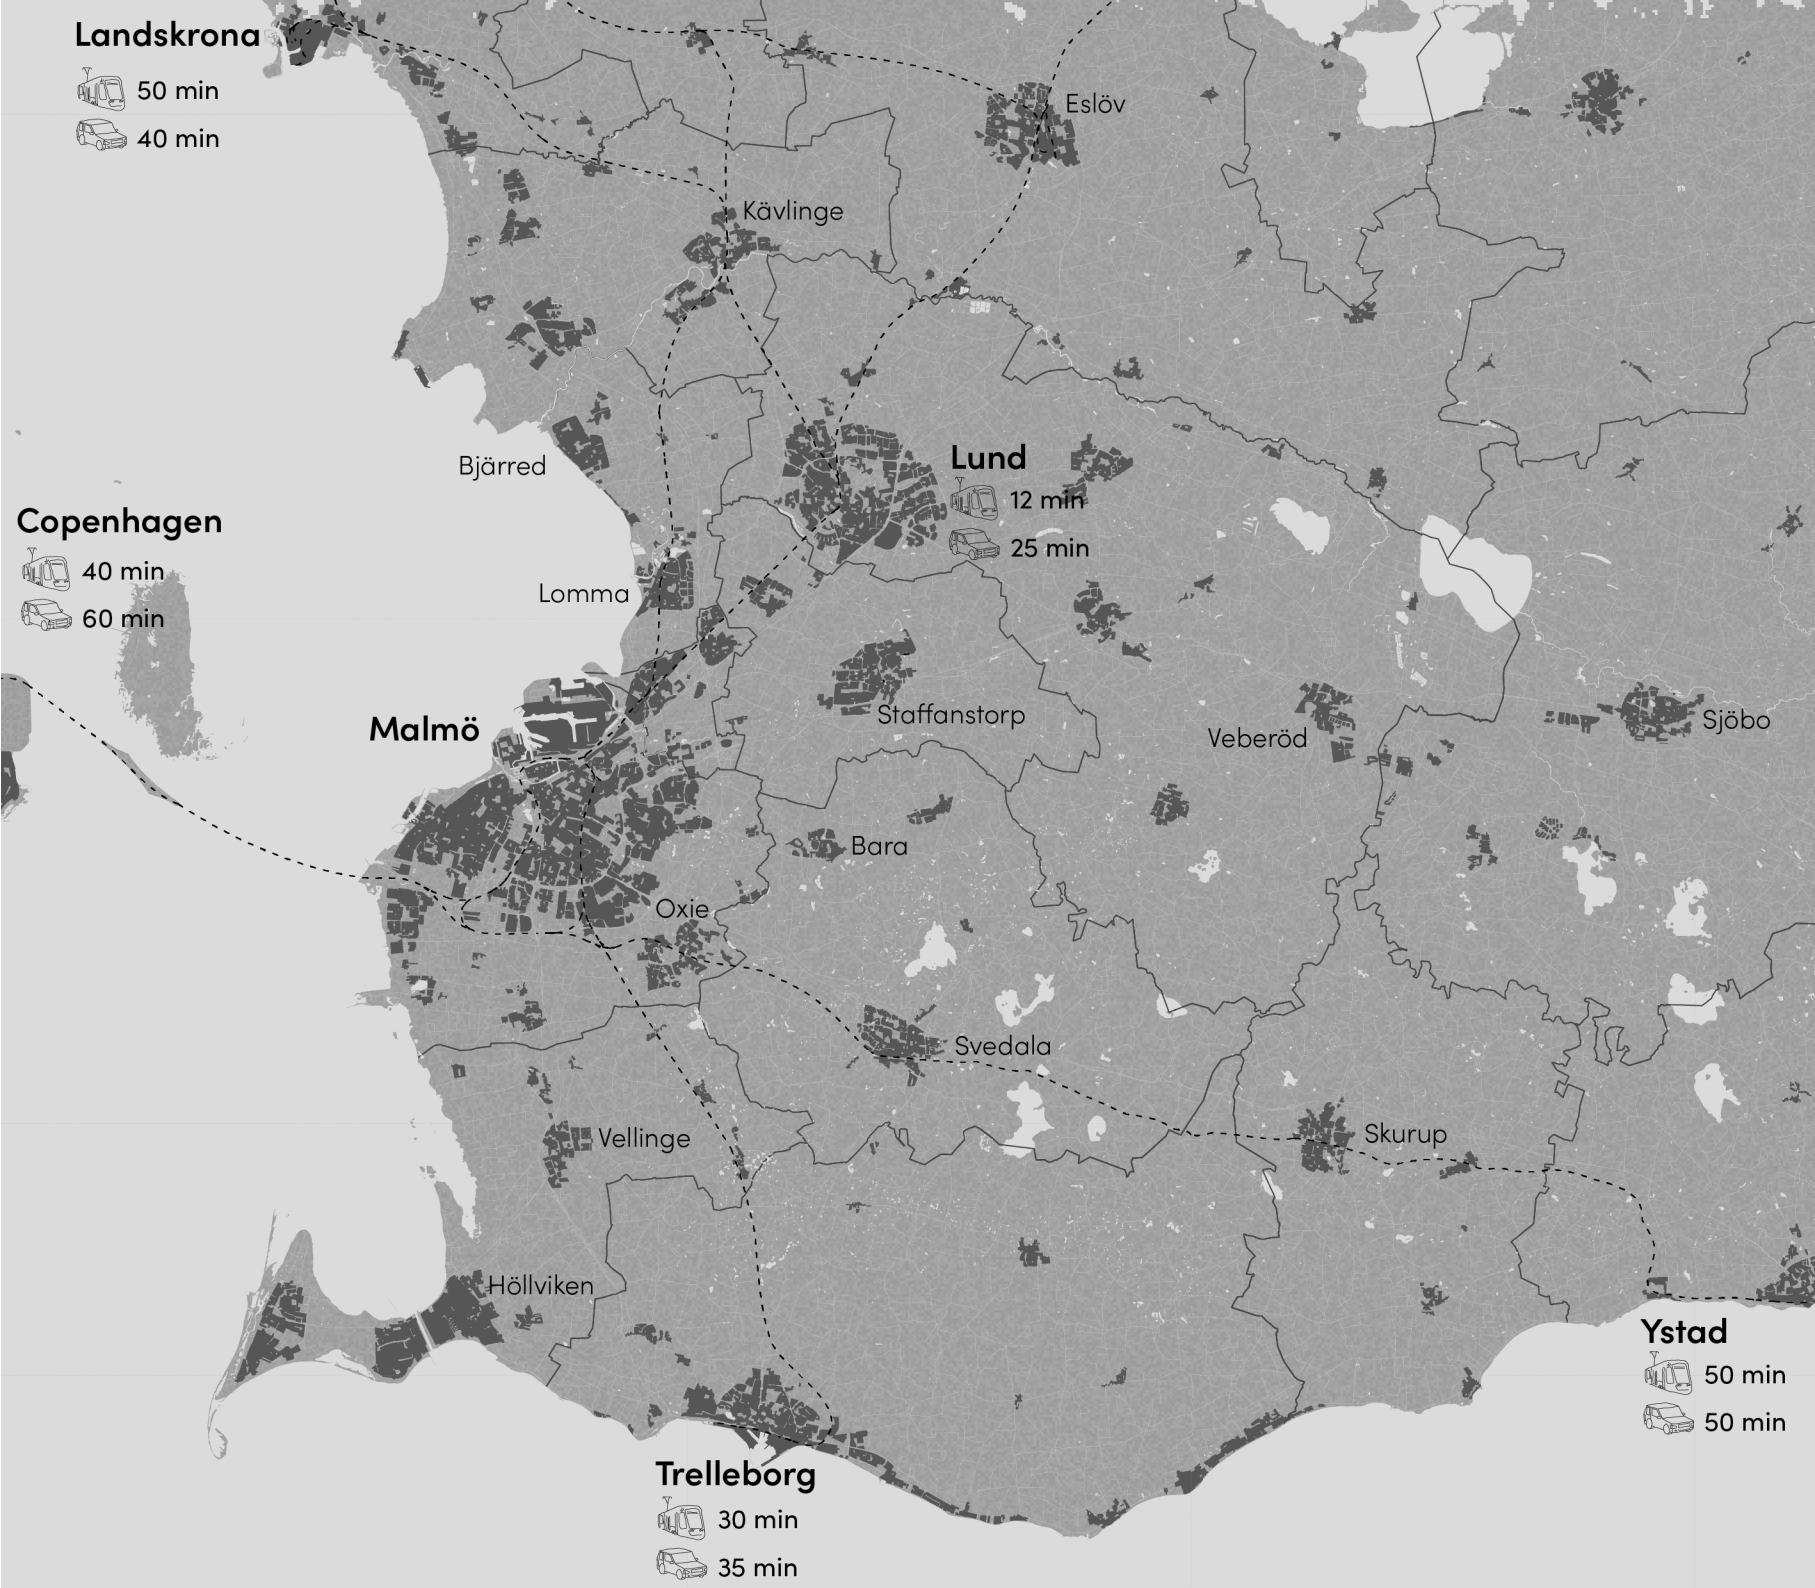 Landskrona
50 min
40 min
Eslöv
Kävlinge
Bjärred
Lund
12 min
25 min
Copenhagen
40 min
60 min
Lomma
Malmö
Staffanstorp
Veberöd
Sjöbo
Bara
Oxie
Svedala
Vellinge
Skurup
Höllviken
Ystad
50 min
50 min
Trelleborg
30 min
35 min